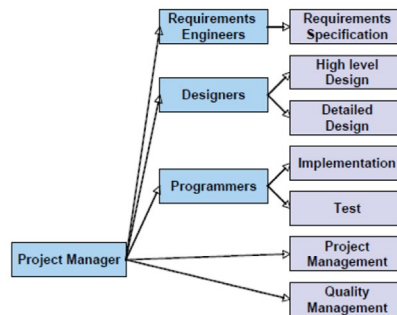 Requirements
Engineers
Requirements
Specification
High level
Design
Designers
Detailed
Design
Implementation
Programmers
Test
Project Manager
Project
Management
Quality
Management